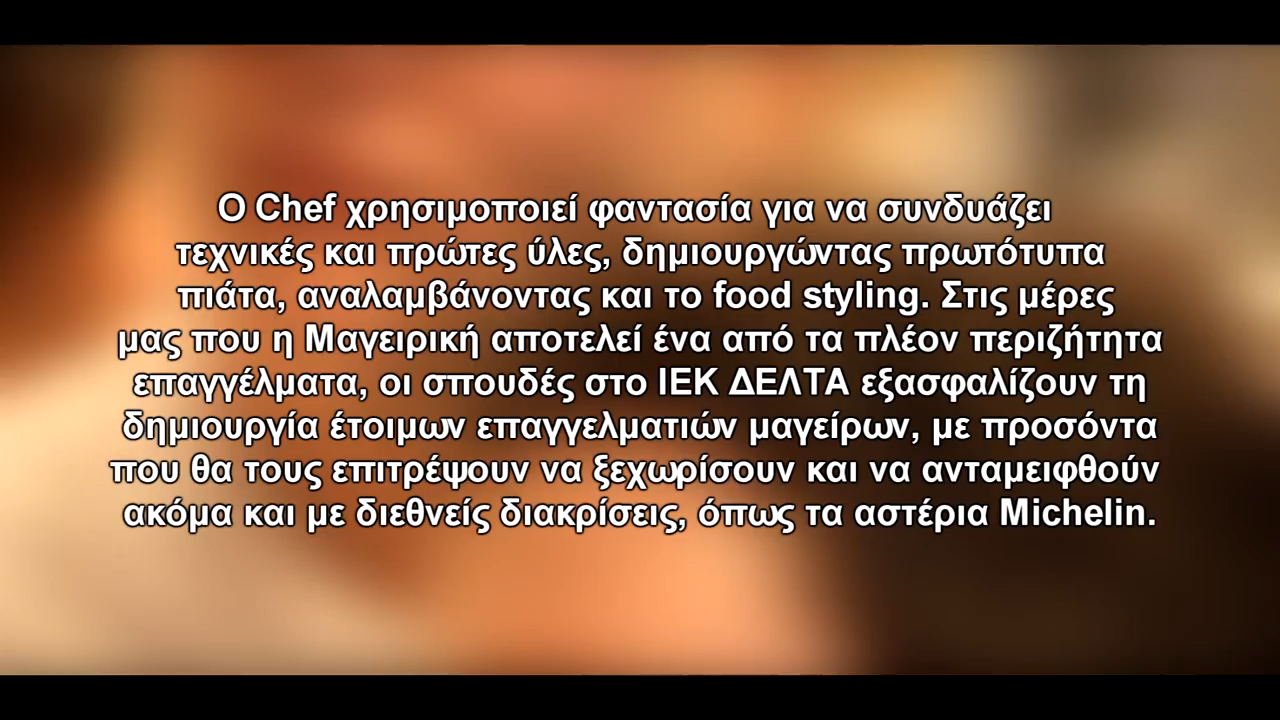 Ο Chef χρησιμοποιεί φαντασία για να συνδυάζει
τεχνικές και πρώτες ύλες, δημιουργώντας πρωτότυπα
πιάτα, αναλαμβάνοντας και το food styling. Στις μέρες
μας που η Μαγειρική αποτελεί ένα από τα πλέον περιζήτητα
επαγγέλματα, οι σπουδές στο ΙΕΚ ΔΕΛΤΑ εξασφαλίζουν τη
δημιουργία έτοιμων επαγγελματιών μαγείρων, με προσόντα
που θα τους επιτρέψουν να ξεχωρίσουν και να ανταμειφθούν
ακόμα και με διεθνείς διακρίσεις, όπως τα αστέρια Michelin.